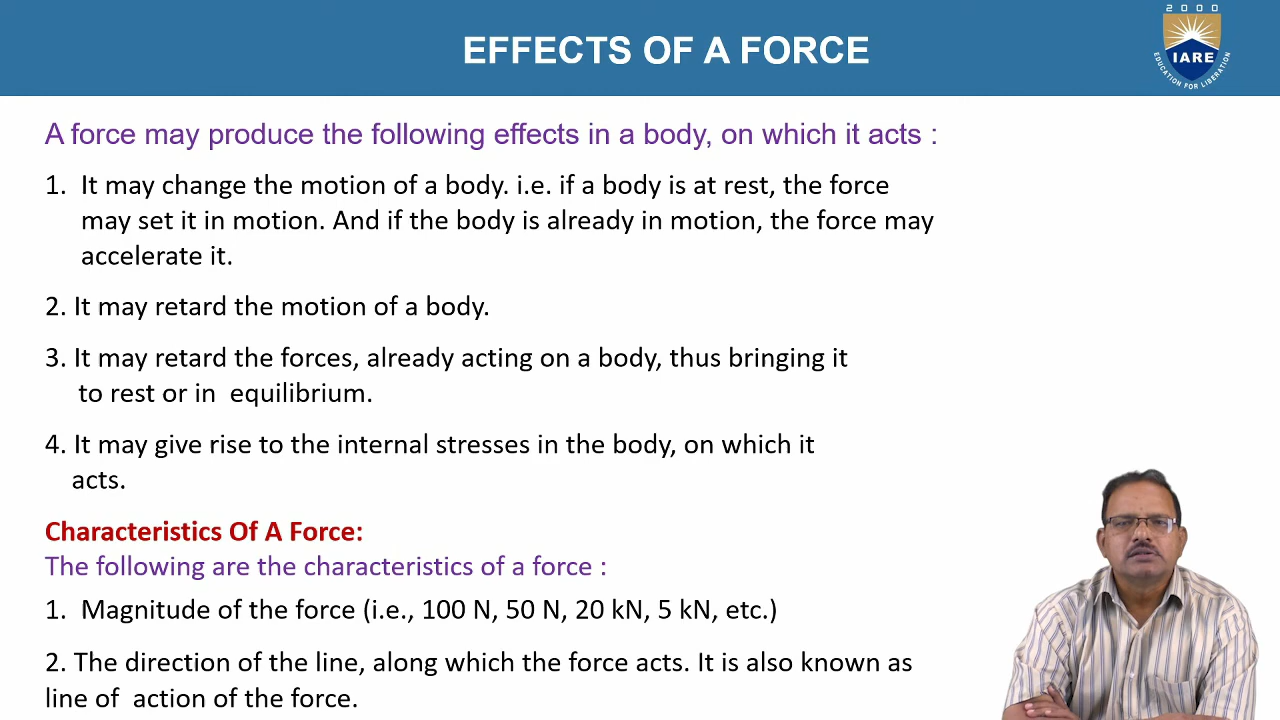 2000
EFFECTS OF A FORCE
IARE
EDUCATION FOR LIBERATION
A force may produce the following effects in a body, on which it acts :
1. It may change the motion of a body. i.e. if a body is at rest, the force
may set it in motion. And if the body is already in motion, the force may
accelerate it.
2. It may retard the motion of a body.
3. It may retard the forces, already acting on a body, thus bringing it
to rest or in equilibrium.
4. It may give rise to the internal stresses in the body, on which it
acts.
Characteristics Of A Force:
The following are the characteristics of a force :
1. Magnitude of the force (i.e., 100 N, 50 N, 20 kN, 5 kN, etc.)
2. The direction of the line, along which the force acts. It is also known as
line of action of the force.